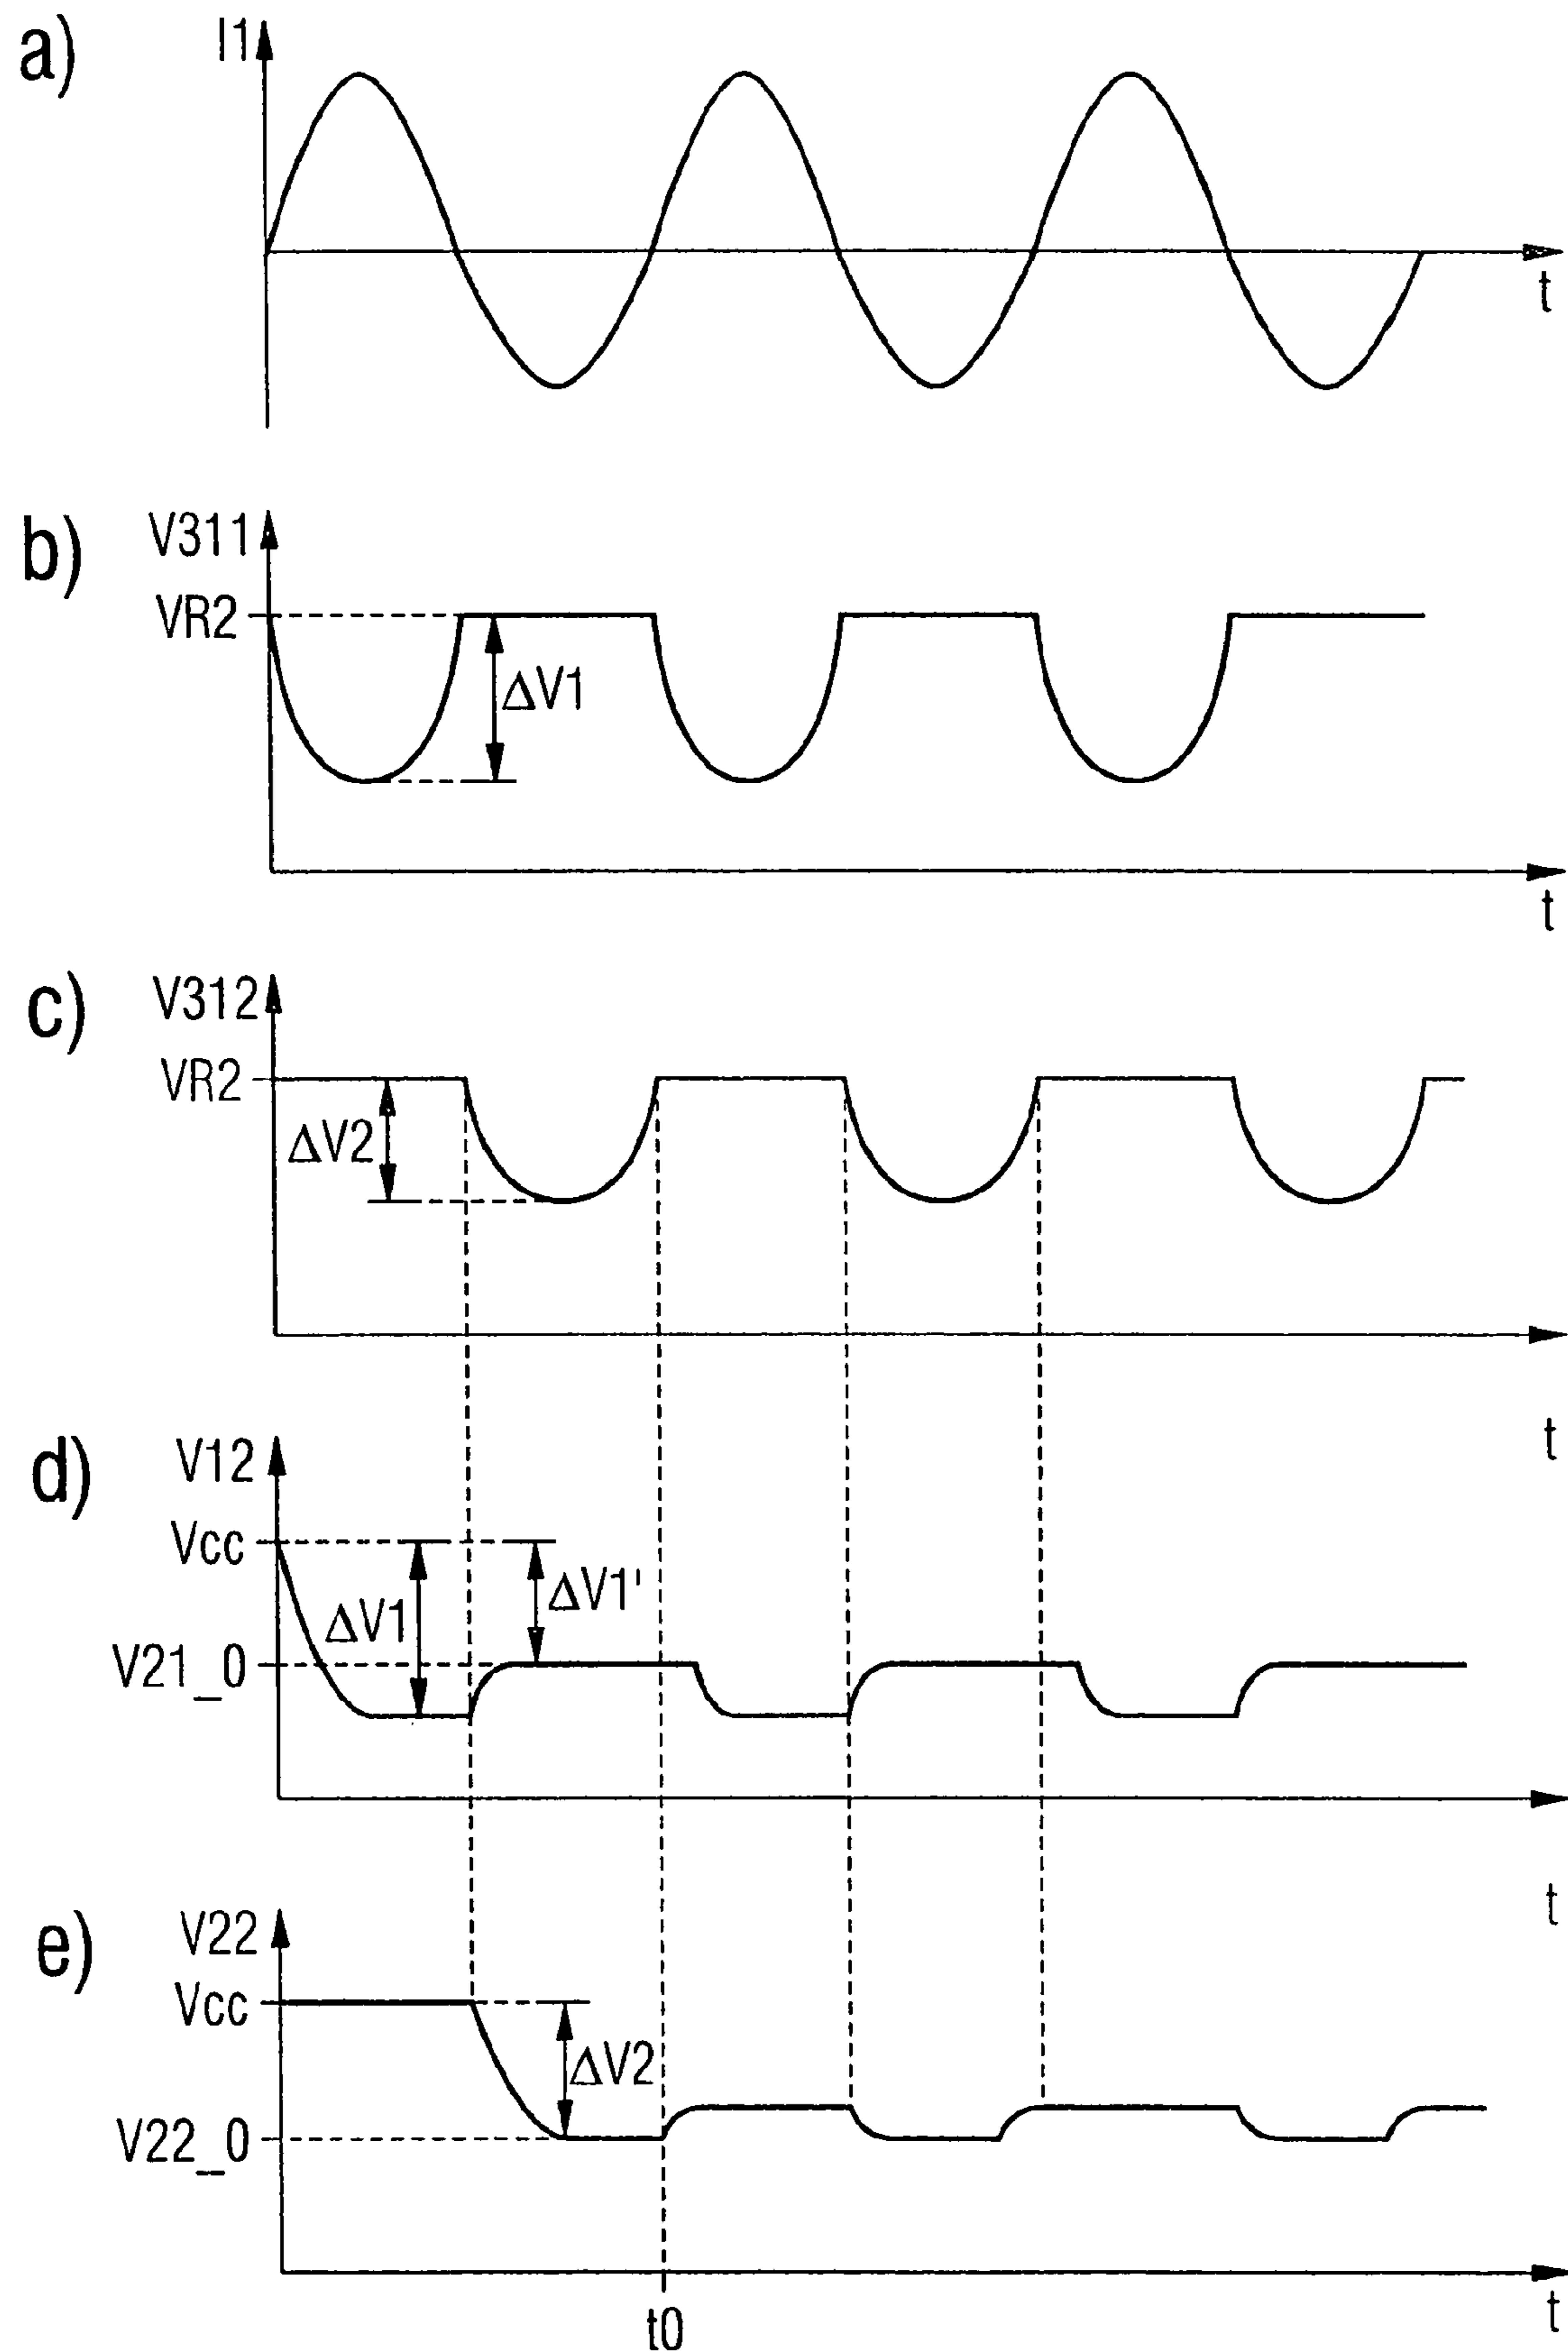 a)
I1
t
b)
V311
VR2
ΔV1
t
c)
V312
VR2
ΔV2
t
d)
V12
Vcc
ΔV1'
ΔV1
V21_0
t
e)
V22
Vcc
ΔV2
V22_0
t
t0